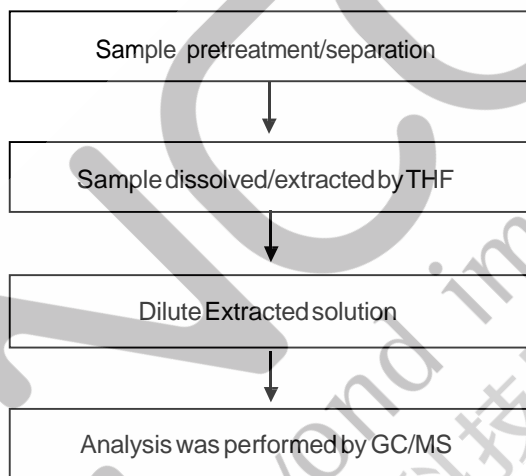 Sample pretreatment/separation
Sample dissolved/extracted by THF
Dilute Extracted solution
Analysis was performed by GC/MS